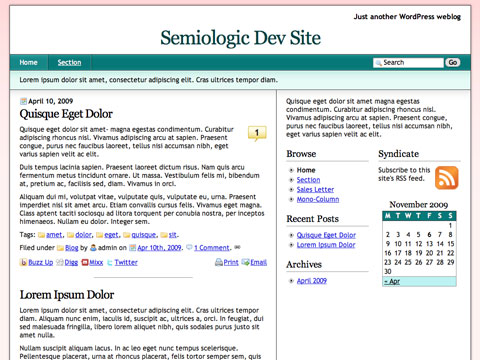 Just another WordPress weblog
Semiologic Dev Site
Home Section Search Go
Lorem ipsum dolor sit amet, consectetur adipiscing elit. Cras ultrices tempor diam.
April 10, 2009
Quisque Eget Dolor
Quisque eget dolor sit amet- magna egestas condimentum. Curabitur
adipiscing rhoncus nisl. Vivamus adipiscing arcu at sapien. Praesent
congue, purus nec faucibus laoreet, tellus nisi accumsan nibh, eget
varius sapien velit ac elit.
1
Duis tempus lacinia sapien. Praesent laoreet dictum risus. Nam quis arcu
fermentum metus tincidunt ornare. Ut massa. Vestibulum felis mi, bibendum
at, pretium ac, facilisis sed, diam. Vivamus in orci.
Aliquam dui mi, volutpat vitae, vulputate quis, vulputate eu, urna. Praesent
imperdiet nisi sit amet arcu. Etiam sapien. Vivamus eget magna. Class
aptent taciti sociosqu ad litora torquent per conubia nostra, per inceptos
himenaeos. Nullam eu dolor. Integer sem.
Tags: amet, dolor, eget, quisque, sit.
Filed under Blog by admin on Apr 10th, 2009. 1 Comment.
Buzz Up Digg Mixx Twitter Print Email
Lorem Ipsum Dolor
Lorem ipsum dolor sit amet, consectetur adipiscing elit. Cras ultrices tempor
diam. Aliquam nunc enim, iaculis id, suscipit ac, ultrices a, orci. In feugiat, dui
sed malesuada fringilla, libero lorem aliquet nibh, quis sodales purus justo sit
amet nulla.
Nullam suscipit aliquam lacus. In ac leo eget nunc tempus scelerisque.
Pellentesque placerat, urna at rhoncus placerat, felis tortor semper sem, quis
Quisque eget dolor sit amet magna egestas
condimentum. Curabitur adipiscing rhoncus nisl.
Vivamus adipiscing arcu at sapien. Praesent
congue, purus nec faucibus laoreet, tellus nisi
accumsan nibh, eget varius sapien velit ac elit.
Browse
Home
Section
Sales Letter
Mono-Column
Recent Posts
Quisque Eget Dolor
Lorem Ipsum Dolor
Archives
April 2009
Syndicate
Subscribe to this
site's RSS feed.
November 2009
M T W T F S S
1
2 3 4 5 6 7 8
9 10 11 12 13 14 15
16 17 18 19 20 21 22
23 24 25 26 27 28 29
30
« Apr